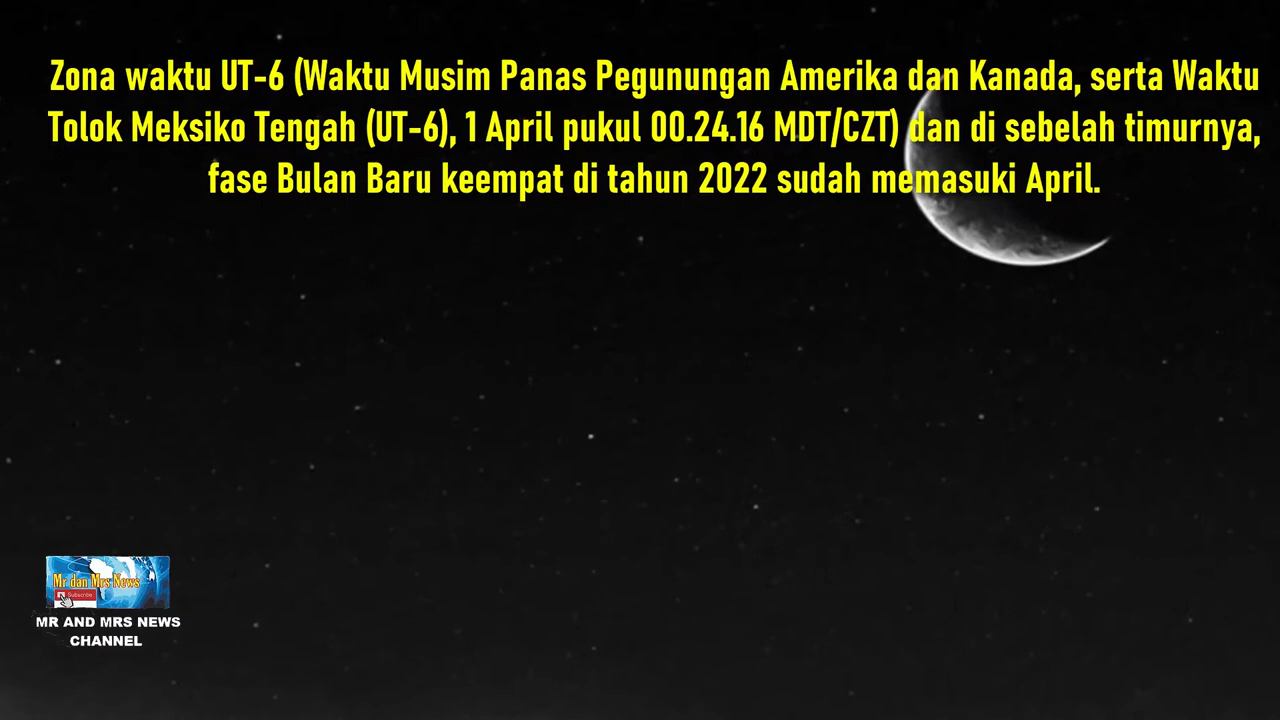 Zona waktu UT-6 (Waktu Musim Panas Pegunungan Amerika dan Kanada, serta Waktu
Tolok Meksiko Tengah (UT-6), 1 April pukul 00.24.16 MDT/CZT) dan di sebelah timurnya,
fase Bulan Baru keempat di tahun 2022 sudah memasuki April.
Mr dan Mrs News
Subscribe
MR AND MRS NEWS
CHANNEL